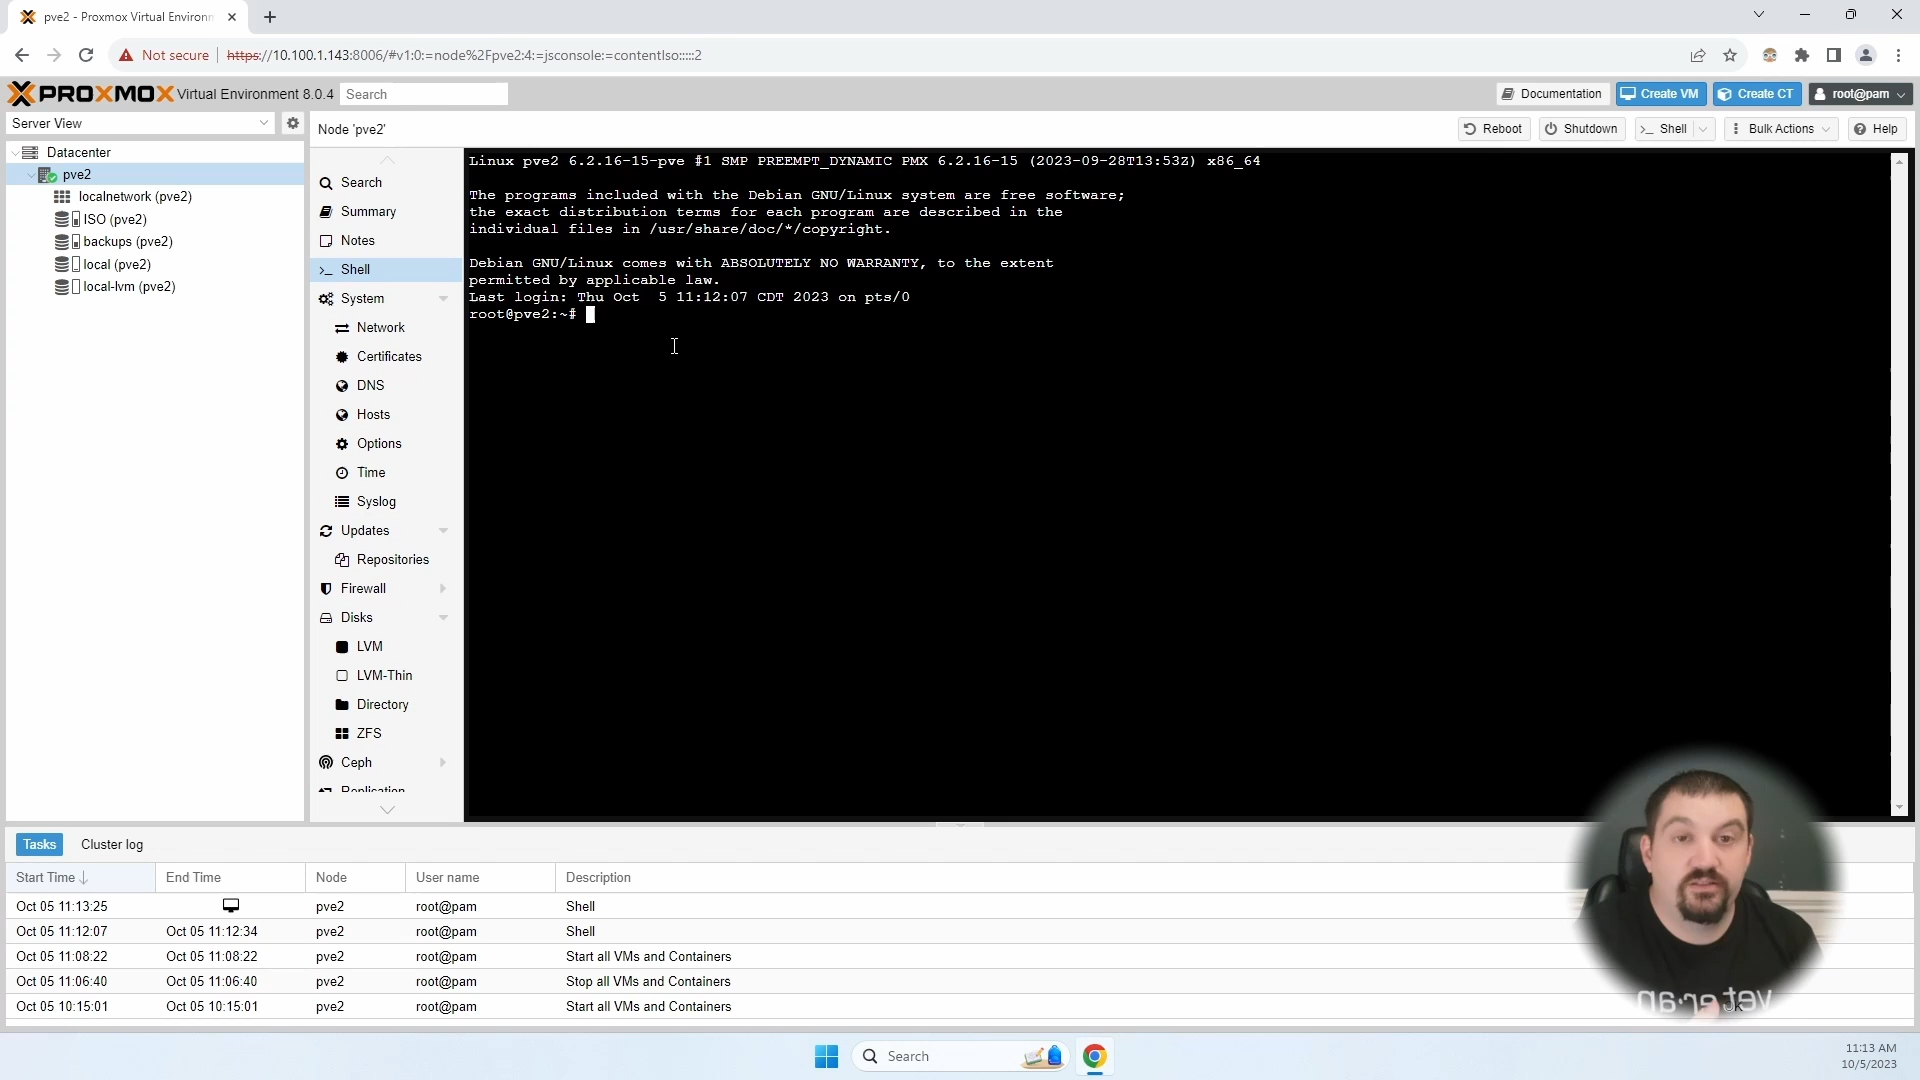 pve2 - Proxmox Virtual Environm
Not secure
https://10.100.1.143:8006/#v1:0:=node%2Fpve2:4:=jsconsole:=contentIso:::::2
PROXMOX Virtual Environment 8.0.4
Search
Documentation
Create VM
Create CT
root@pam
Server View
Node 'pve2'
Reboot
Shutdown
Shell
Bulk Actions
Help
Datacenter
pve2
localnetwork (pve2)
ISO (pve2)
backups (pve2)
local (pve2)
local-lvm (pve2)
Search
Summary
Notes
Shell
System
Network
Certificates
DNS
Hosts
Options
Time
Syslog
Updates
Repositories
Firewall
Disks
LVM
LVM-Thin
Directory
ZFS
Ceph
Replication
Linux pve2 6.2.16-15-pve #1 SMP PREEMPT_DYNAMIC PMX 6.2.16-15 (2023-09-28T13:53Z) x86_64
The programs included with the Debian GNU/Linux system are free software;
the exact distribution terms for each program are described in the
individual files in /usr/share/doc/*/copyright.
Debian GNU/Linux comes with ABSOLUTELY NO WARRANTY, to the extent
permitted by applicable law.
Last login: Thu Oct  5 11:12:07 CDT 2023 on pts/0
root@pve2:~#
Tasks
Cluster log
Start Time End Time Node User name Description
Oct 05 11:13:25 pve2 root@pam Shell
Oct 05 11:12:07 Oct 05 11:12:34 pve2 root@pam Shell
Oct 05 11:08:22 Oct 05 11:08:22 pve2 root@pam Start all VMs and Containers
Oct 05 11:06:40 Oct 05 11:06:40 pve2 root@pam Stop all VMs and Containers
Oct 05 10:15:01 Oct 05 10:15:01 pve2 root@pam Start all VMs and Containers
Search
11:13 AM
10/5/2023